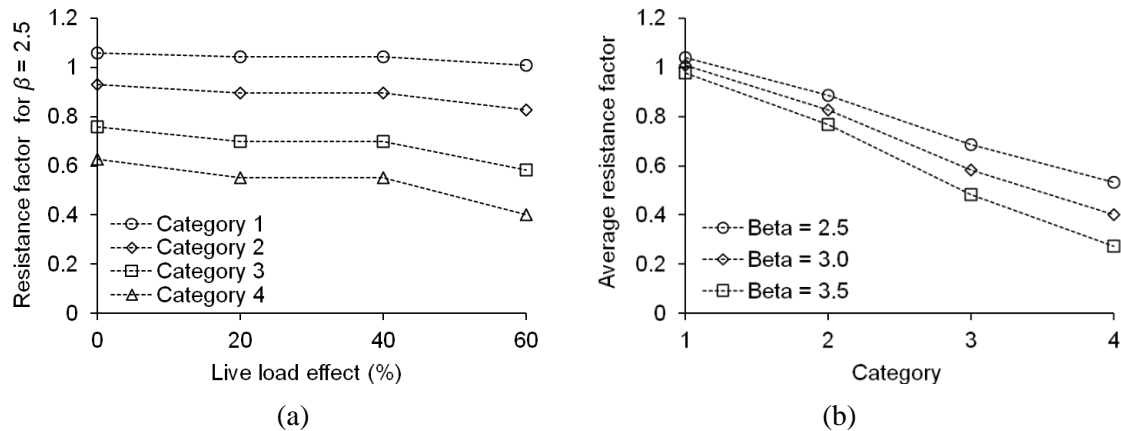 Resistance factor for β = 2.5
1.2
1
0.8
0.6
0.4
0.2
0
Category 1
Category 2
Category 3
Category 4
0 20 40 60
Live load effect (%)
(a)
Average resistance factor
1.2
1
0.8
0.6
0.4
0.2
0
Beta = 2.5
Beta = 3.0
Beta = 3.5
1 2 3 4
Category
(b)